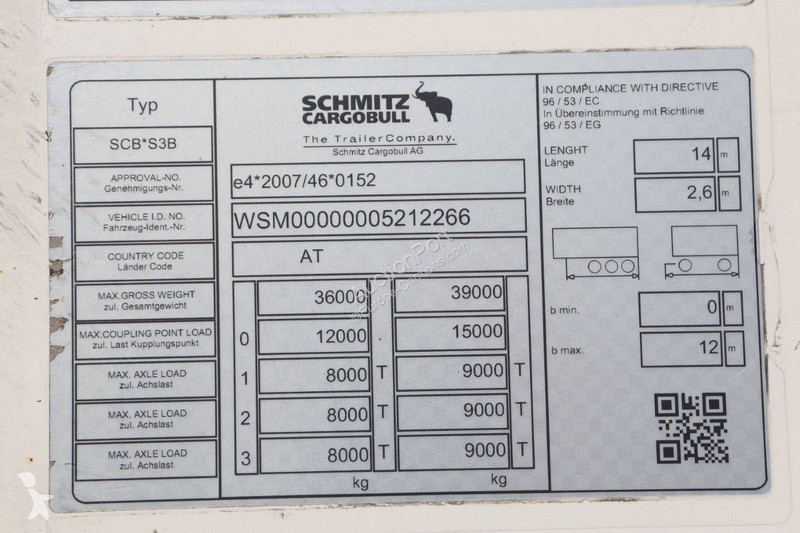 Typ
SCB*S3B
APPROVAL-NO.
Genehmigungs-Nr.
VEHICLE I.D. NO.
Fahrzeug-Ident.-Nr.
COUNTRY CODE
Länder Code
MAX.GROSS WEIGHT
zul. Gesamtgewicht
MAX.COUPLING POINT LOAD
zul. Last Kupplungspunkt
MAX. AXLE LOAD
zul. Achslast
MAX. AXLE LOAD
zul. Achslast
MAX. AXLE LOAD
zul. Achslast
SCHMITZ
CARGOBULL
The Trailer Company.
Schmitz Cargobull AG
e4*2007/46*0152
WSM00000005212266
AT
36000 39000
0 12000 15000
1 8000 T 9000 T
2 8000 T 9000 T
3 8000 T 9000 T
kg kg
IN COMPLIANCE WITH DIRECTIVE
96 / 53 / EC
In Übereinstimmung mit Richtlinie
96 / 53 / EG
LENGHT
Länge
14 m
WIDTH
Breite
2,6 m
b min. 0 m
b max. 12 m